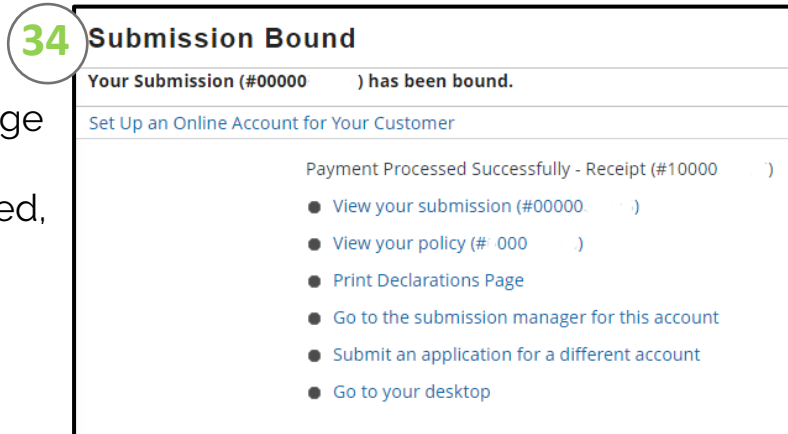 34
Submission Bound
Your Submission (#00000 ) has been bound.
ge
Set Up an Online Account for Your Customer
Payment Processed Successfully - Receipt (#10000 )
ed,
View your submission (#00000 )
View your policy (# 000 )
Print Declarations Page
Go to the submission manager for this account
Submit an application for a different account
Go to your desktop